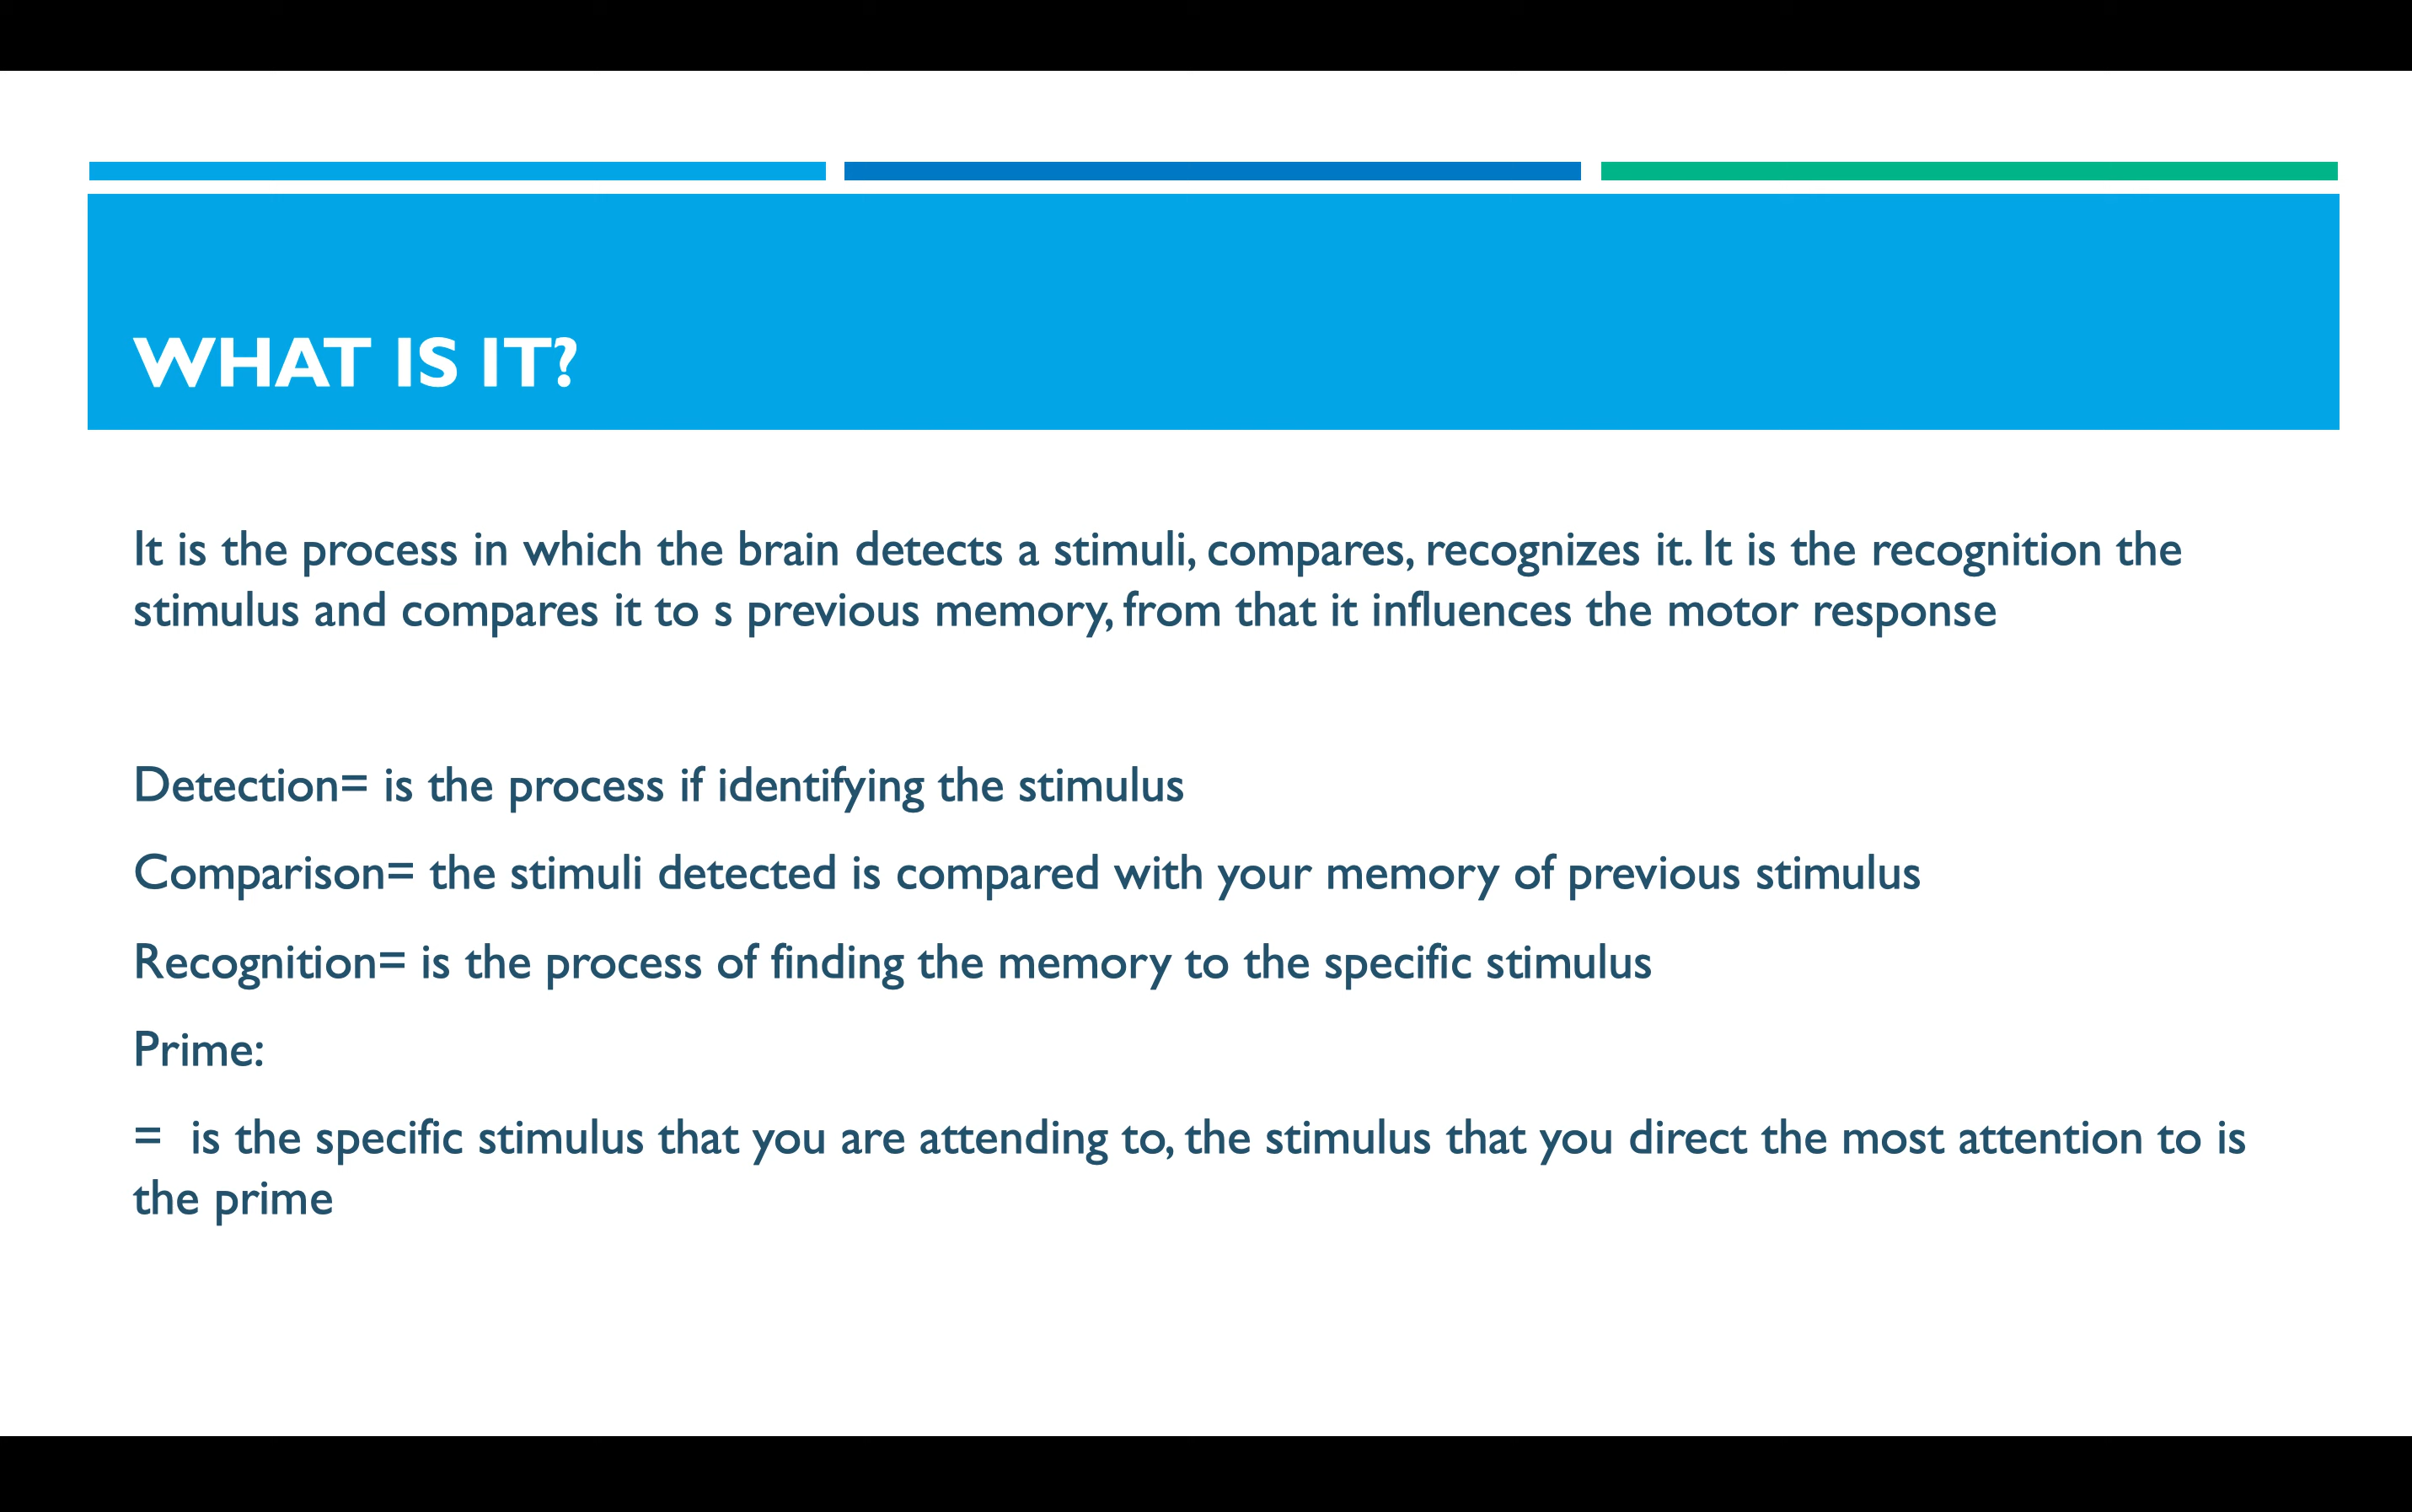 WHAT IS IT?
It is the process in which the brain detects a stimuli, compares, recognizes it. It is the recognition the
stimulus and compares it to s previous memory, from that it influences the motor response
Detection= is the process if identifying the stimulus
Comparison= the stimuli detected is compared with your memory of previous stimulus
Recognition= is the process of finding the memory to the specific stimulus
Prime:
=  is the specific stimulus that you are attending to, the stimulus that you direct the most attention to is
the prime